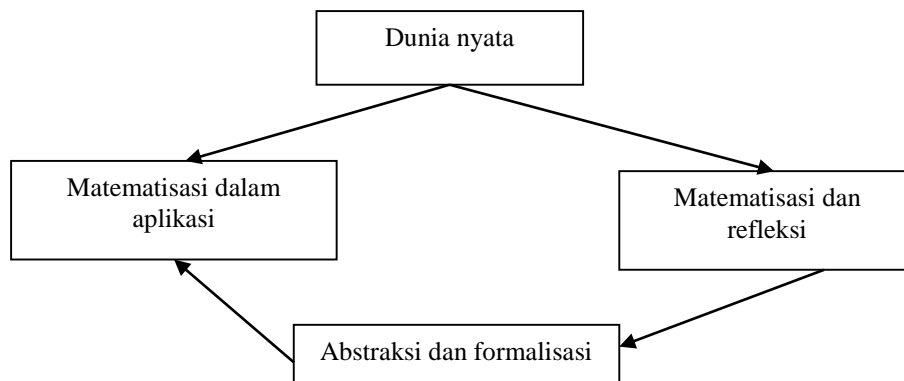 Dunia nyata
Matematisasi dalam
aplikasi
Matematisasi dan
refleksi
Abstraksi dan formalisasi